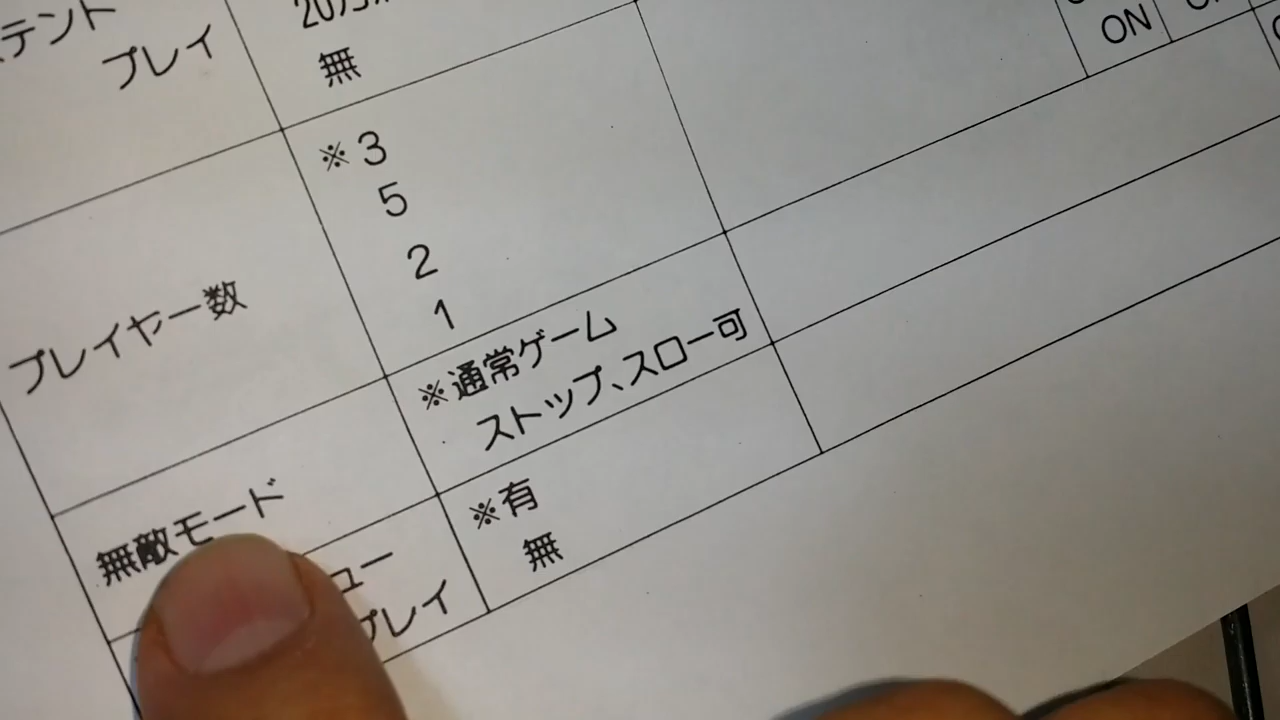 テント
プレイ
無
ON
※3
5
2
1
プレイヤー数
※通常ゲーム
ストップ、スロー可
無敵モード
※有
無
ュー
プレイ